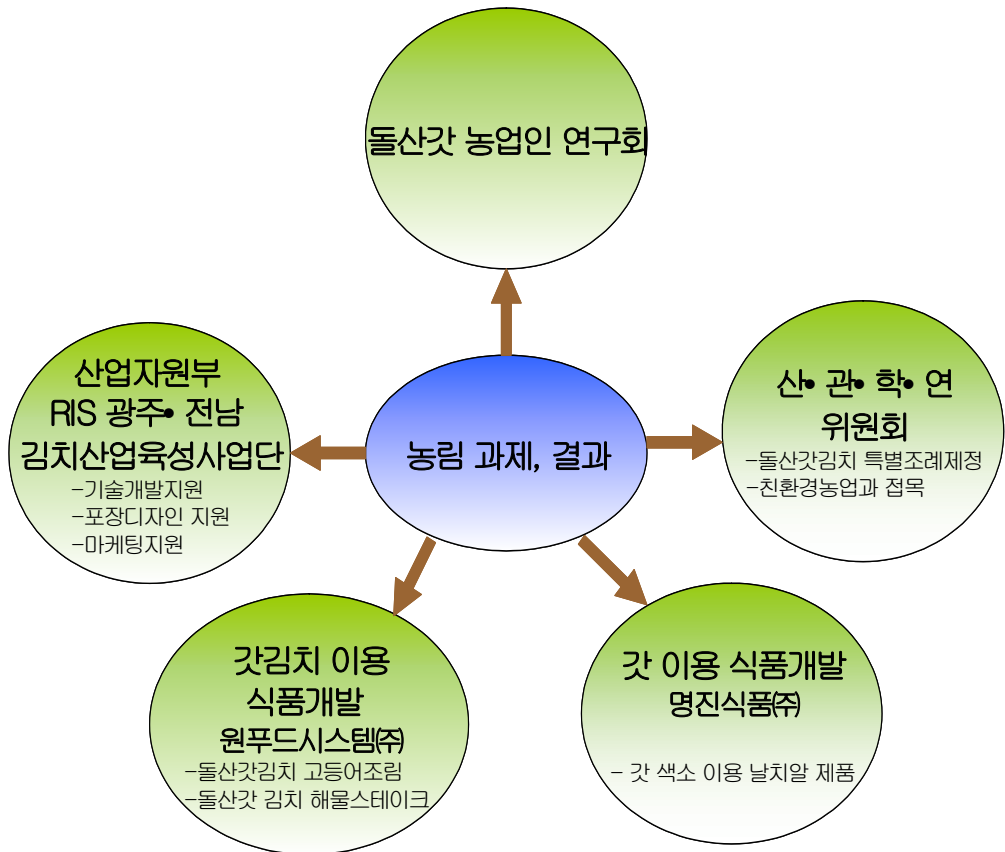 돌산갓 농업인 연구회
산업자원부
RIS 광주• 전남
김치산업육성사업단
-기술개발지원
-포장디자인 지원
-마케팅지원
농림 과제, 결과
산• 관• 학• 연
위원회
-돌산갓김치 특별조례제정
-친환경농업과 접목
갓김치 이용
식품개발
원푸드시스템㈜
-돌산갓김치 고등어조림
-돌산갓 김치 해물스테이크
갓 이용 식품개발
명진식품㈜
- 갓 색소 이용 날치알 제품